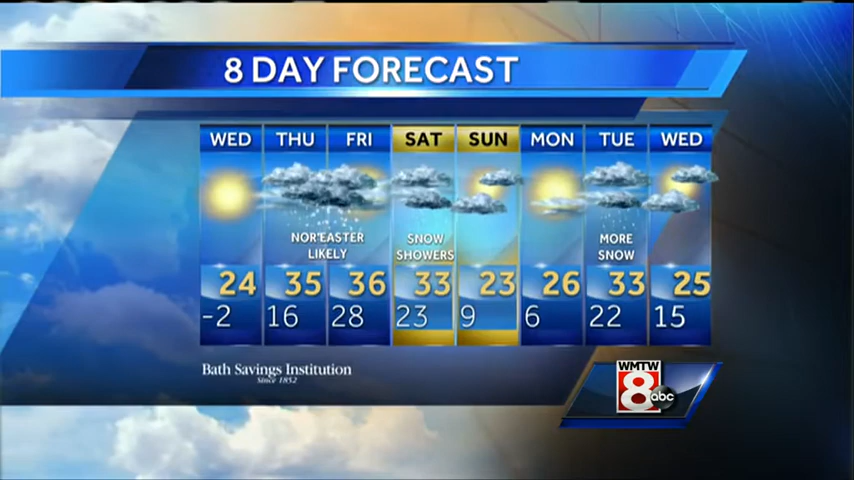 8 DAY FORECAST
WED THU FRI SAT SUN MON TUE WED
NOR'EASTER SNOW MORE
LIKELY SHOWERS SNOW
24 35 36 33 23 26 33 25
-2 16 28 23 9 6 22 15
Bath Savings Institution
Since 1852
WMTW
8
abc